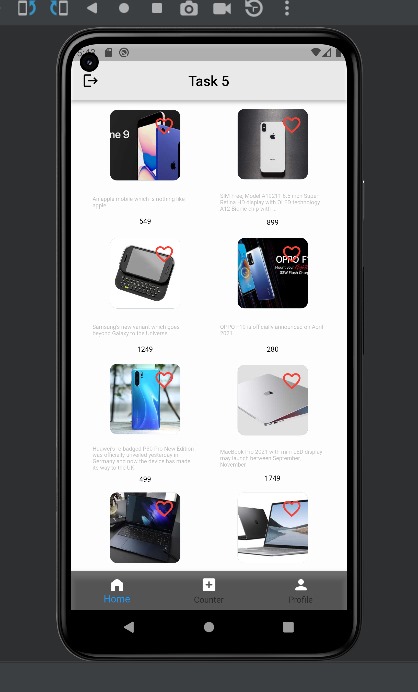 Task 5
ne 9
An apple mobile which is nothing like
apple
549
SIM-Free, Model A19211 6.5-inch Super
Retina HD display with OLED technology
A12 Bionic chip with ...
899
Samsung's new variant which goes
beyond Galaxy to the Universe
1249
OPPO F
OPPO F19 is officially announced on April
2021.
280
Huawei's re-badged P30 Pro New Edition
was officially unveiled yesterday in
Germany and now the device has made
its way to the UK.
499
MacBook Pro 2021 with mini-LED display
may launch between September,
November
1749
Home
Counter
Profile